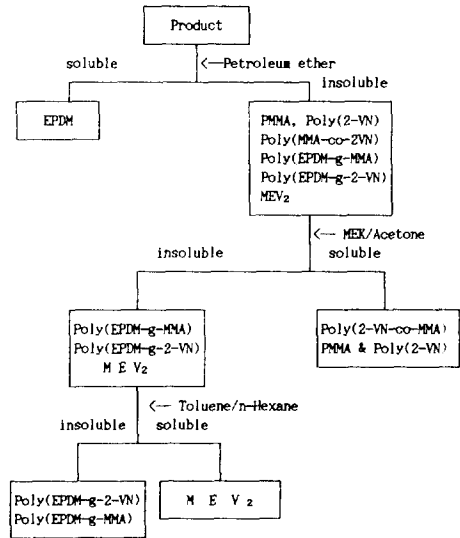 Product
soluble
<—Petroleum ether
insoluble
EPDM
PMMA, Poly(2-VN)
Poly(MMA-co-2VN)
Poly(EPDM-g-MMA)
Poly(EPDM-g-2-VN)
MEV₂
<— MEK/Acetone
insoluble
soluble
Poly(EPDM-g-MMA)
Poly(EPDM-g-2-VN)
M E V₂
Poly(2-VN-co-MMA)
PMMA & Poly(2-VN)
<— Toluene/n-Hexane
insoluble
soluble
Poly(EPDM-g-2-VN)
Poly(EPDM-g-MMA)
M E V₂